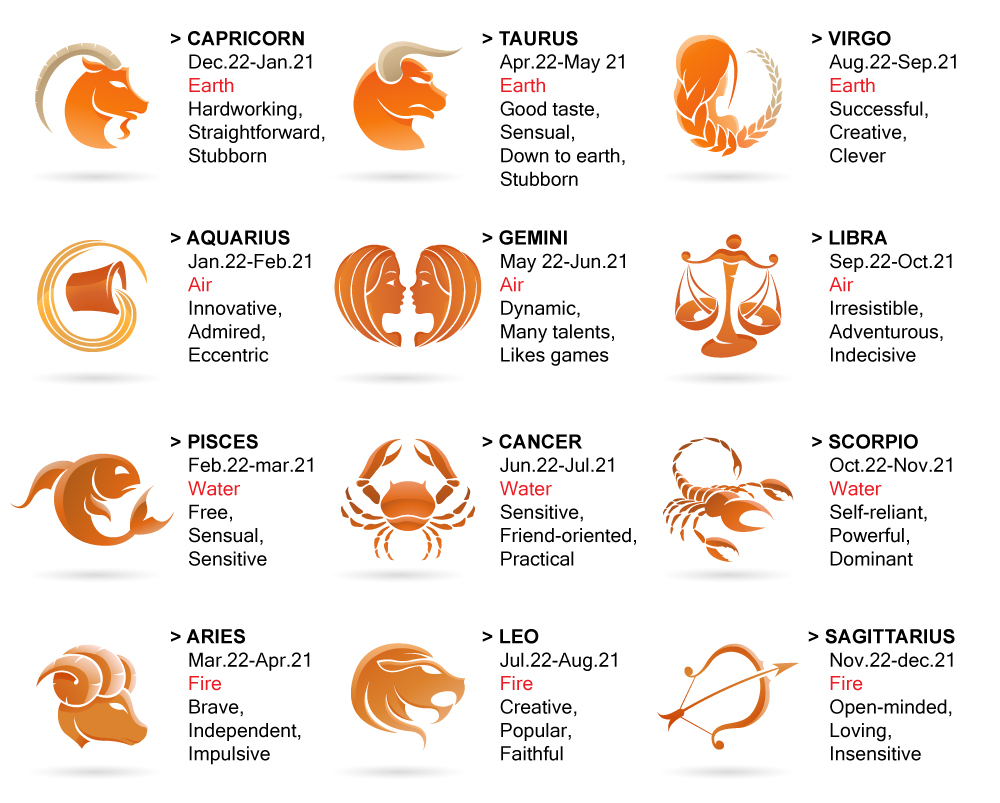 > CAPRICORN
Dec.22-Jan.21
Earth
Hardworking,
Straightforward,
Stubborn
> TAURUS
Apr.22-May 21
Earth
Good taste,
Sensual,
Down to earth,
Stubborn
> VIRGO
Aug.22-Sep.21
Earth
Successful,
Creative,
Clever
> AQUARIUS
Jan.22-Feb.21
Air
Innovative,
Admired,
Eccentric
> GEMINI
May 22-Jun.21
Air
Dynamic,
Many talents,
Likes games
> LIBRA
Sep.22-Oct.21
Air
Irresistible,
Adventurous,
Indecisive
> PISCES
Feb.22-mar.21
Water
Free,
Sensual,
Sensitive
> CANCER
Jun.22-Jul.21
Water
Sensitive,
Friend-oriented,
Practical
> SCORPIO
Oct.22-Nov.21
Water
Self-reliant,
Powerful,
Dominant
> ARIES
Mar.22-Apr.21
Fire
Brave,
Independent,
Impulsive
> LEO
Jul.22-Aug.21
Fire
Creative,
Popular,
Faithful
> SAGITTARIUS
Nov.22-dec.21
Fire
Open-minded,
Loving,
Insensitive